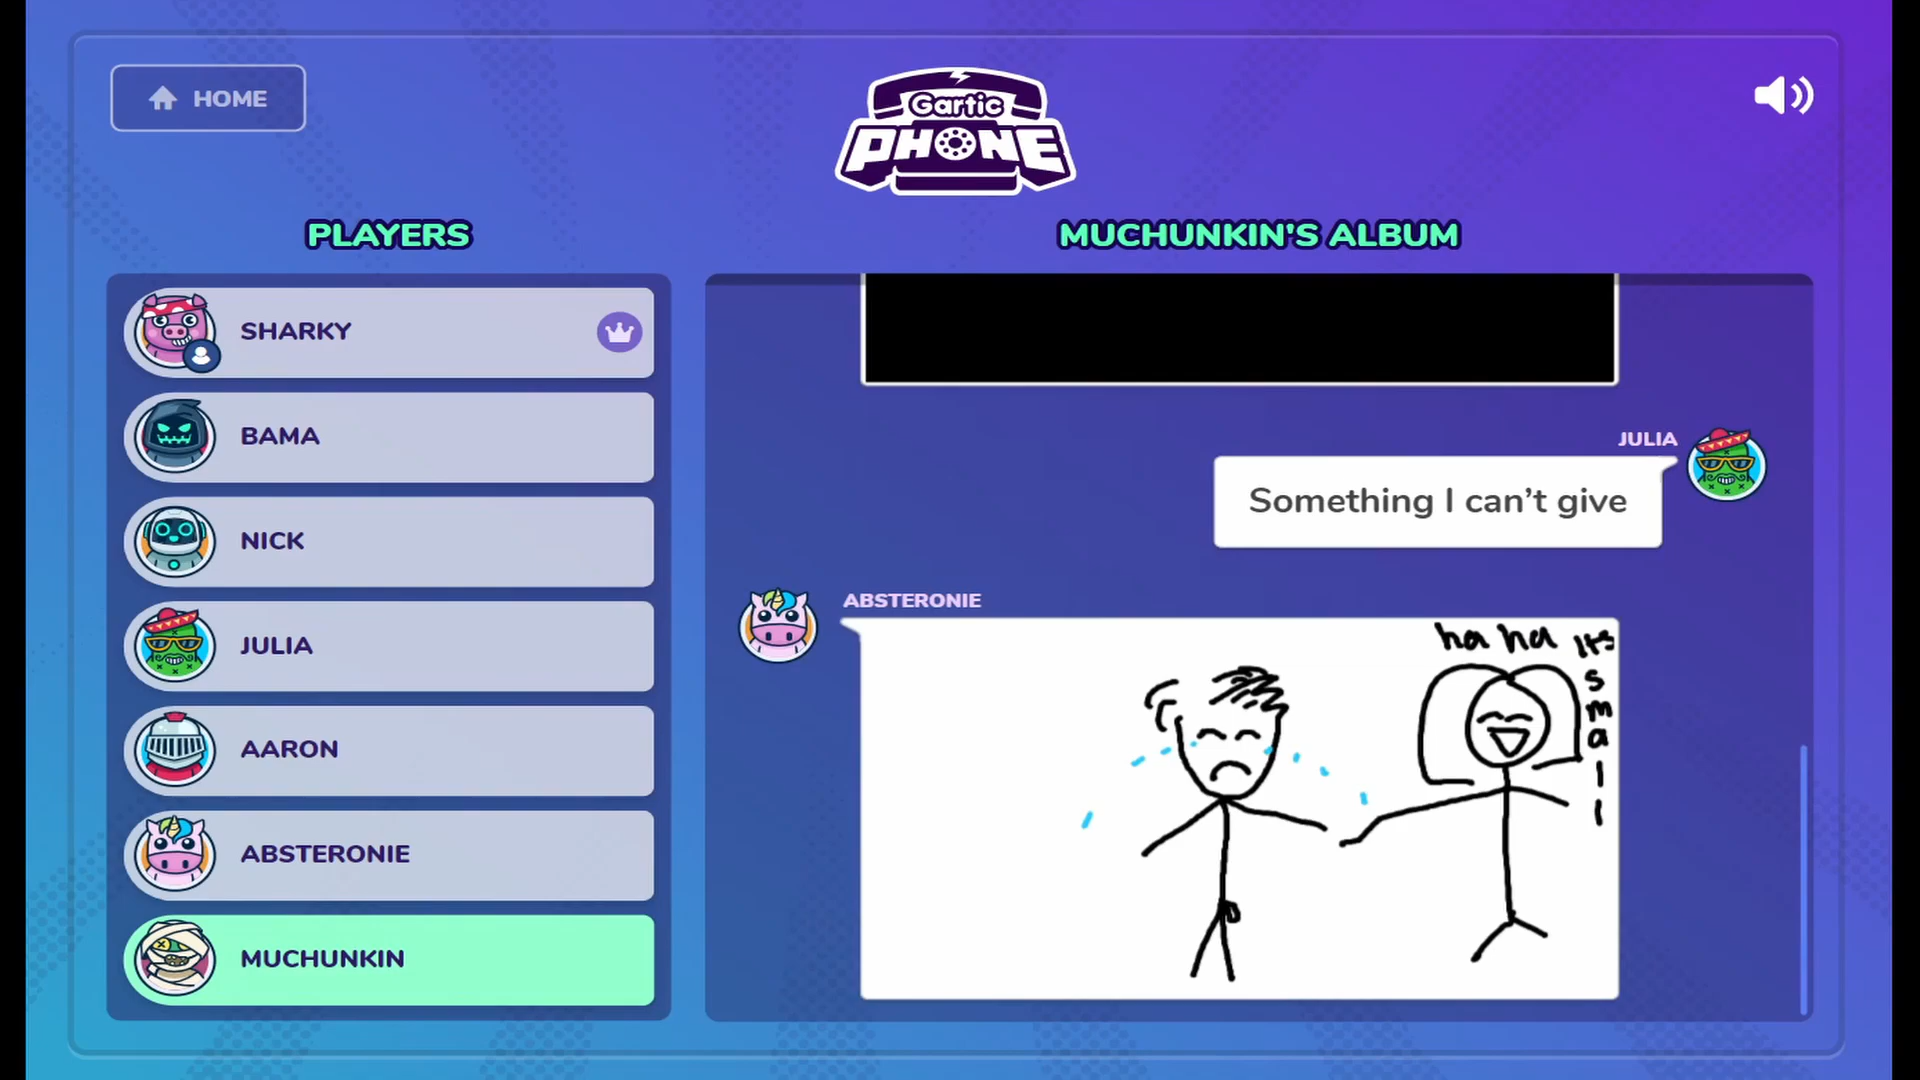 HOME
Gartic
PHONE
PLAYERS
MUCHUNKIN'S ALBUM
SHARKY
BAMA
NICK
JULIA
AARON
ABSTERONIE
MUCHUNKIN
JULIA
Something I can’t give
ABSTERONIE
ha ha its
small